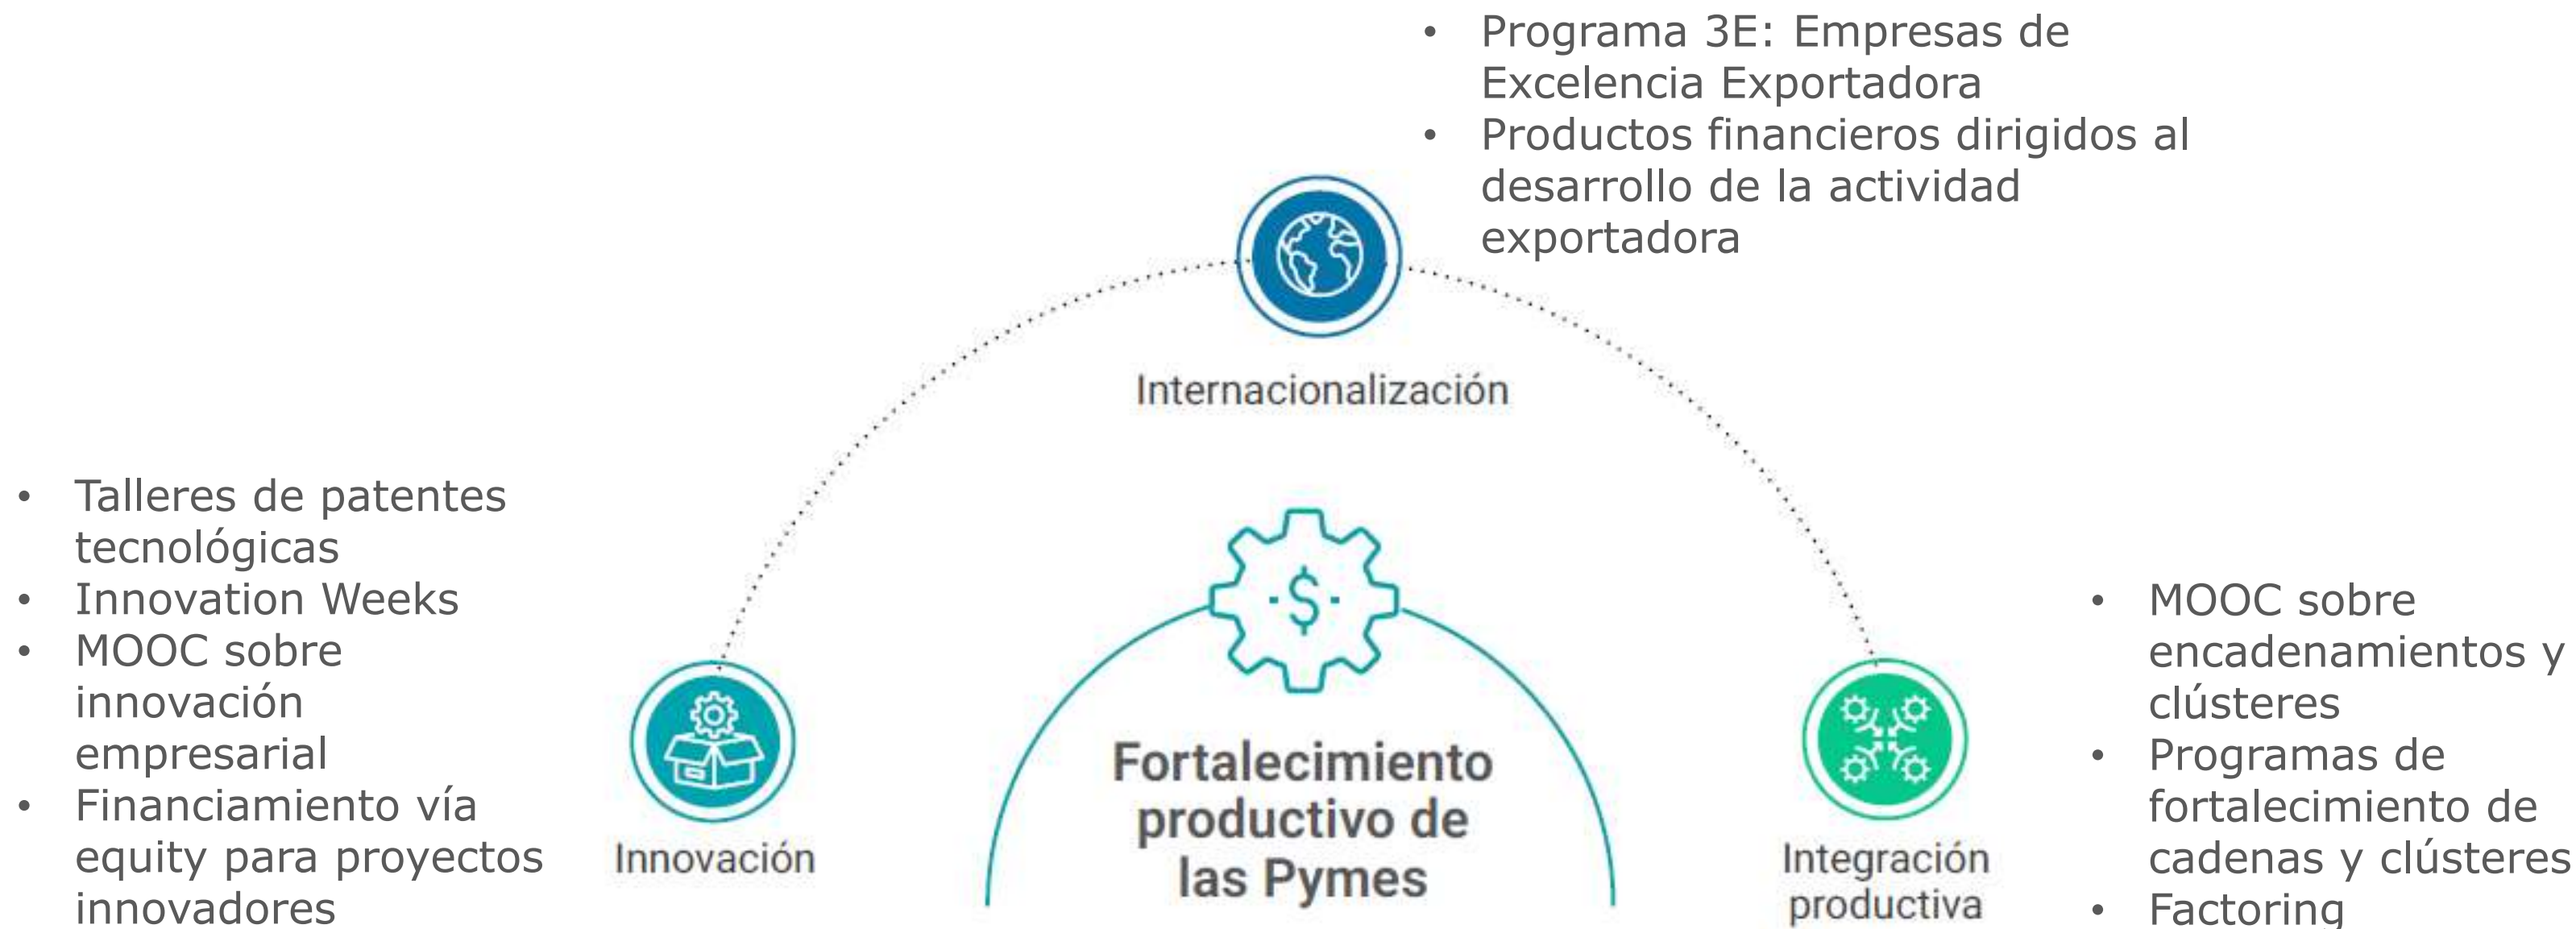 • Programa 3E: Empresas de
Excelencia Exportadora
• Productos financieros dirigidos al
desarrollo de la actividad
exportadora
Internacionalización
• Talleres de patentes
tecnológicas
• Innovation Weeks
• MOOC sobre
innovación
empresarial
• Financiamiento vía
equity para proyectos
innovadores
Innovación
$
Fortalecimiento
productivo de
las Pymes
Integración
productiva
• MOOC sobre
encadenamientos y
clústeres
• Programas de
fortalecimiento de
cadenas y clústeres
• Factoring